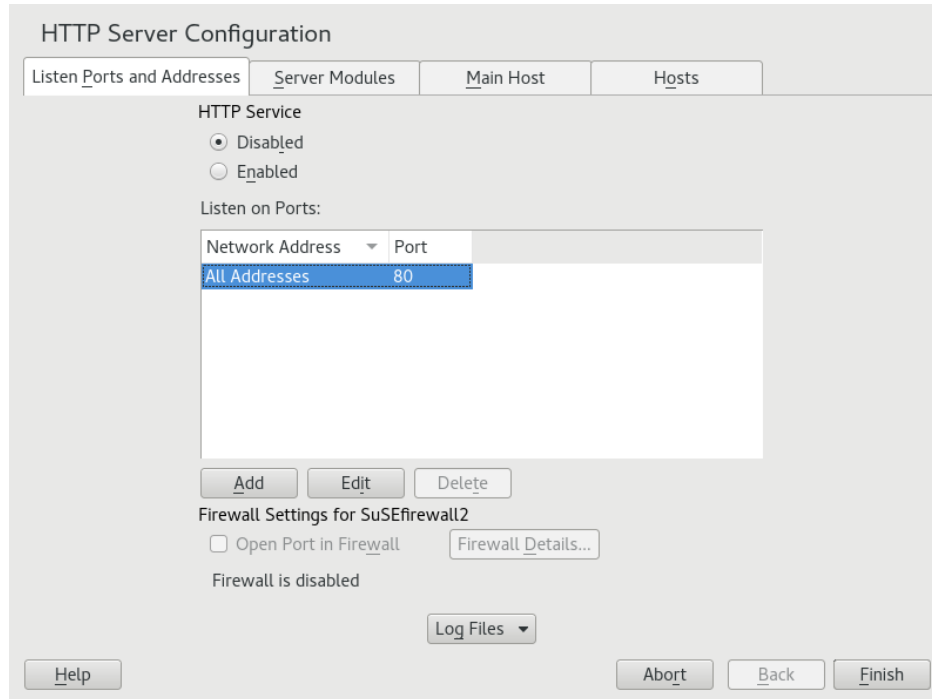 HTTP Server Configuration
Listen Ports and Addresses Server Modules Main Host Hosts
HTTP Service
Disabled
Enabled
Listen on Ports:
Network Address Port
All Addresses 80
Add Edit Delete
Firewall Settings for SuSEfirewall2
Open Port in Firewall Firewall Details...
Firewall is disabled
Log Files
Help Abort Back Finish